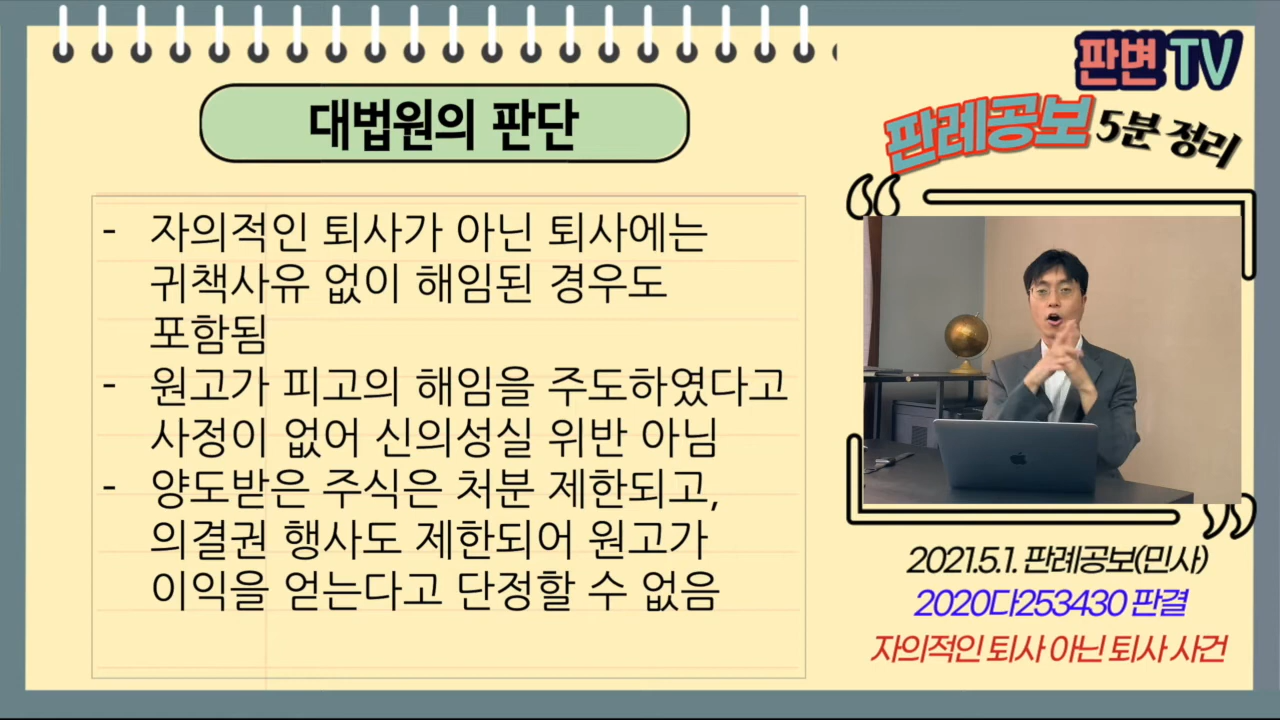 대법원의 판단
- 자의적인 퇴사가 아닌 퇴사에는
귀책사유 없이 해임된 경우도
포함됨
- 원고가 피고의 해임을 주도하였다고
사정이 없어 신의성실 위반 아님
- 양도받은 주식은 처분 제한되고,
의결권 행사도 제한되어 원고가
이익을 얻는다고 단정할 수 없음
판변 TV
판례공보 5분 정리
2021.5.1. 판례공보(민사)
2020다253430 판결
자의적인 퇴사 아닌 퇴사 사건